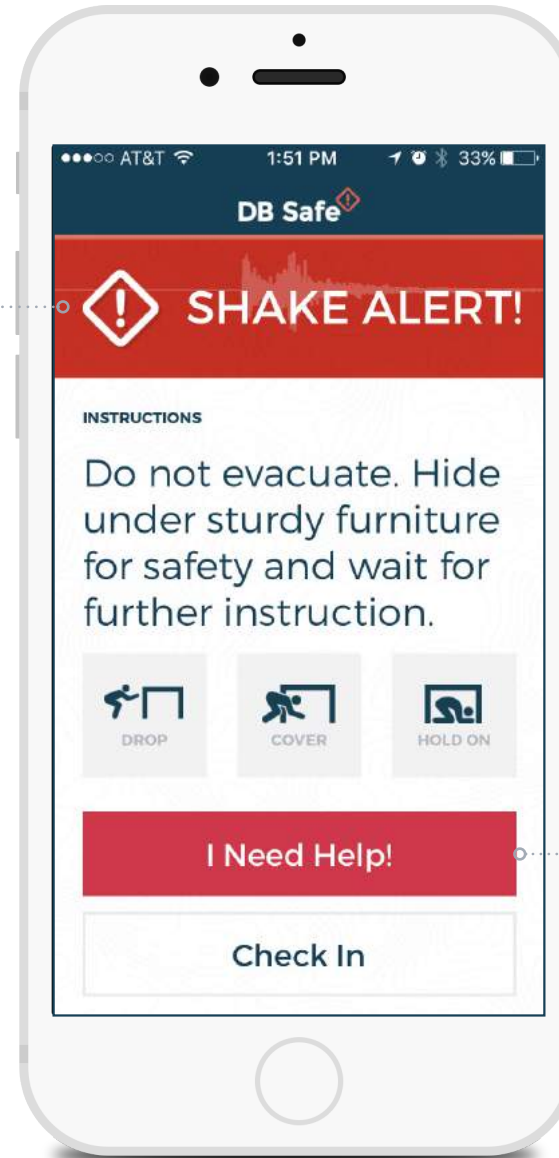 AT&T 1:51 PM 33%
DB Safe
SHAKE ALERT!
INSTRUCTIONS
Do not evacuate. Hide
under sturdy furniture
for safety and wait for
further instruction.
DROP COVER HOLD ON
I Need Help!
Check In